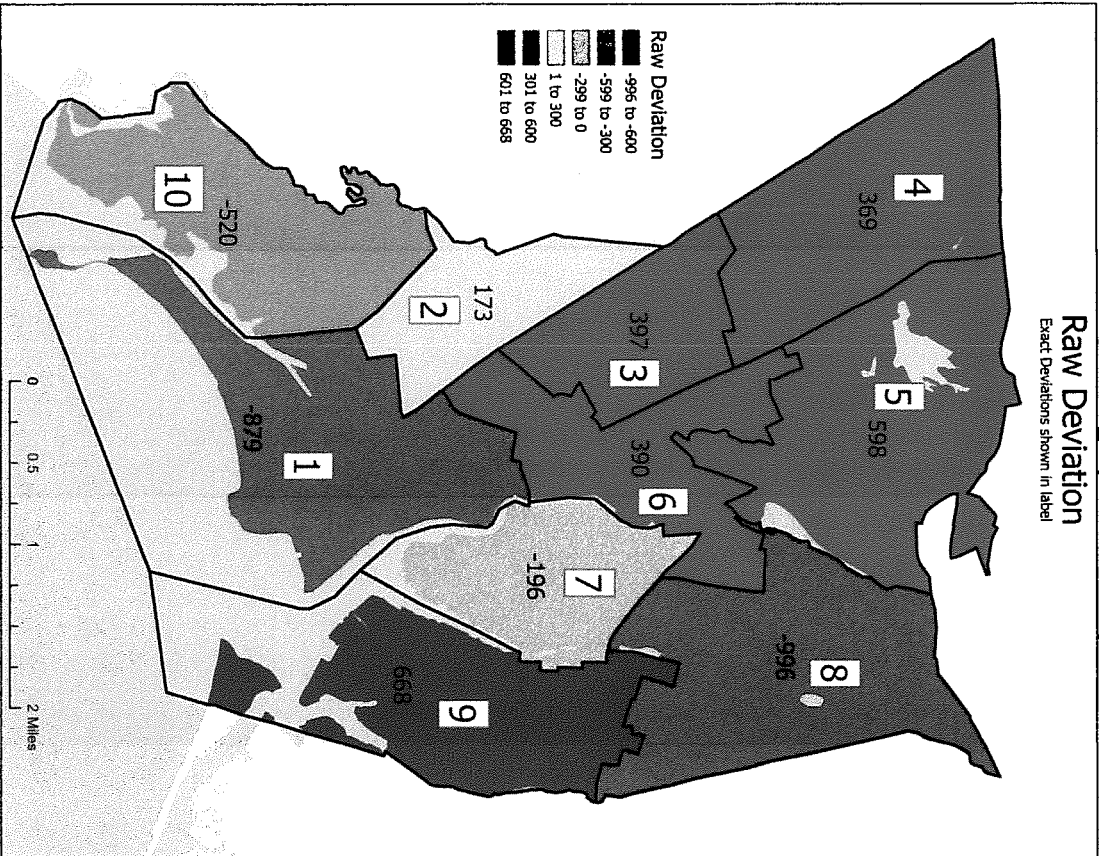 Raw Deviation
Exact Deviations shown in label
Raw Deviation
-996 to -600
-599 to -300
-299 to 0
1 to 300
301 to 600
601 to 668
4
369
5
598
3
397
6
390
8
-996
2
173
7
-196
9
668
10
-520
1
-879
0 0.5 1 2 Miles